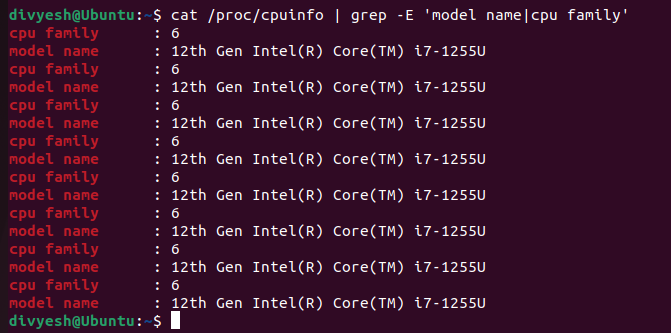 divyesh@Ubuntu:~$ cat /proc/cpuinfo | grep -E 'model name|cpu family'
cpu family      : 6
model name      : 12th Gen Intel(R) Core(TM) i7-1255U
cpu family      : 6
model name      : 12th Gen Intel(R) Core(TM) i7-1255U
cpu family      : 6
model name      : 12th Gen Intel(R) Core(TM) i7-1255U
cpu family      : 6
model name      : 12th Gen Intel(R) Core(TM) i7-1255U
cpu family      : 6
model name      : 12th Gen Intel(R) Core(TM) i7-1255U
cpu family      : 6
model name      : 12th Gen Intel(R) Core(TM) i7-1255U
cpu family      : 6
model name      : 12th Gen Intel(R) Core(TM) i7-1255U
cpu family      : 6
model name      : 12th Gen Intel(R) Core(TM) i7-1255U
divyesh@Ubuntu:~$